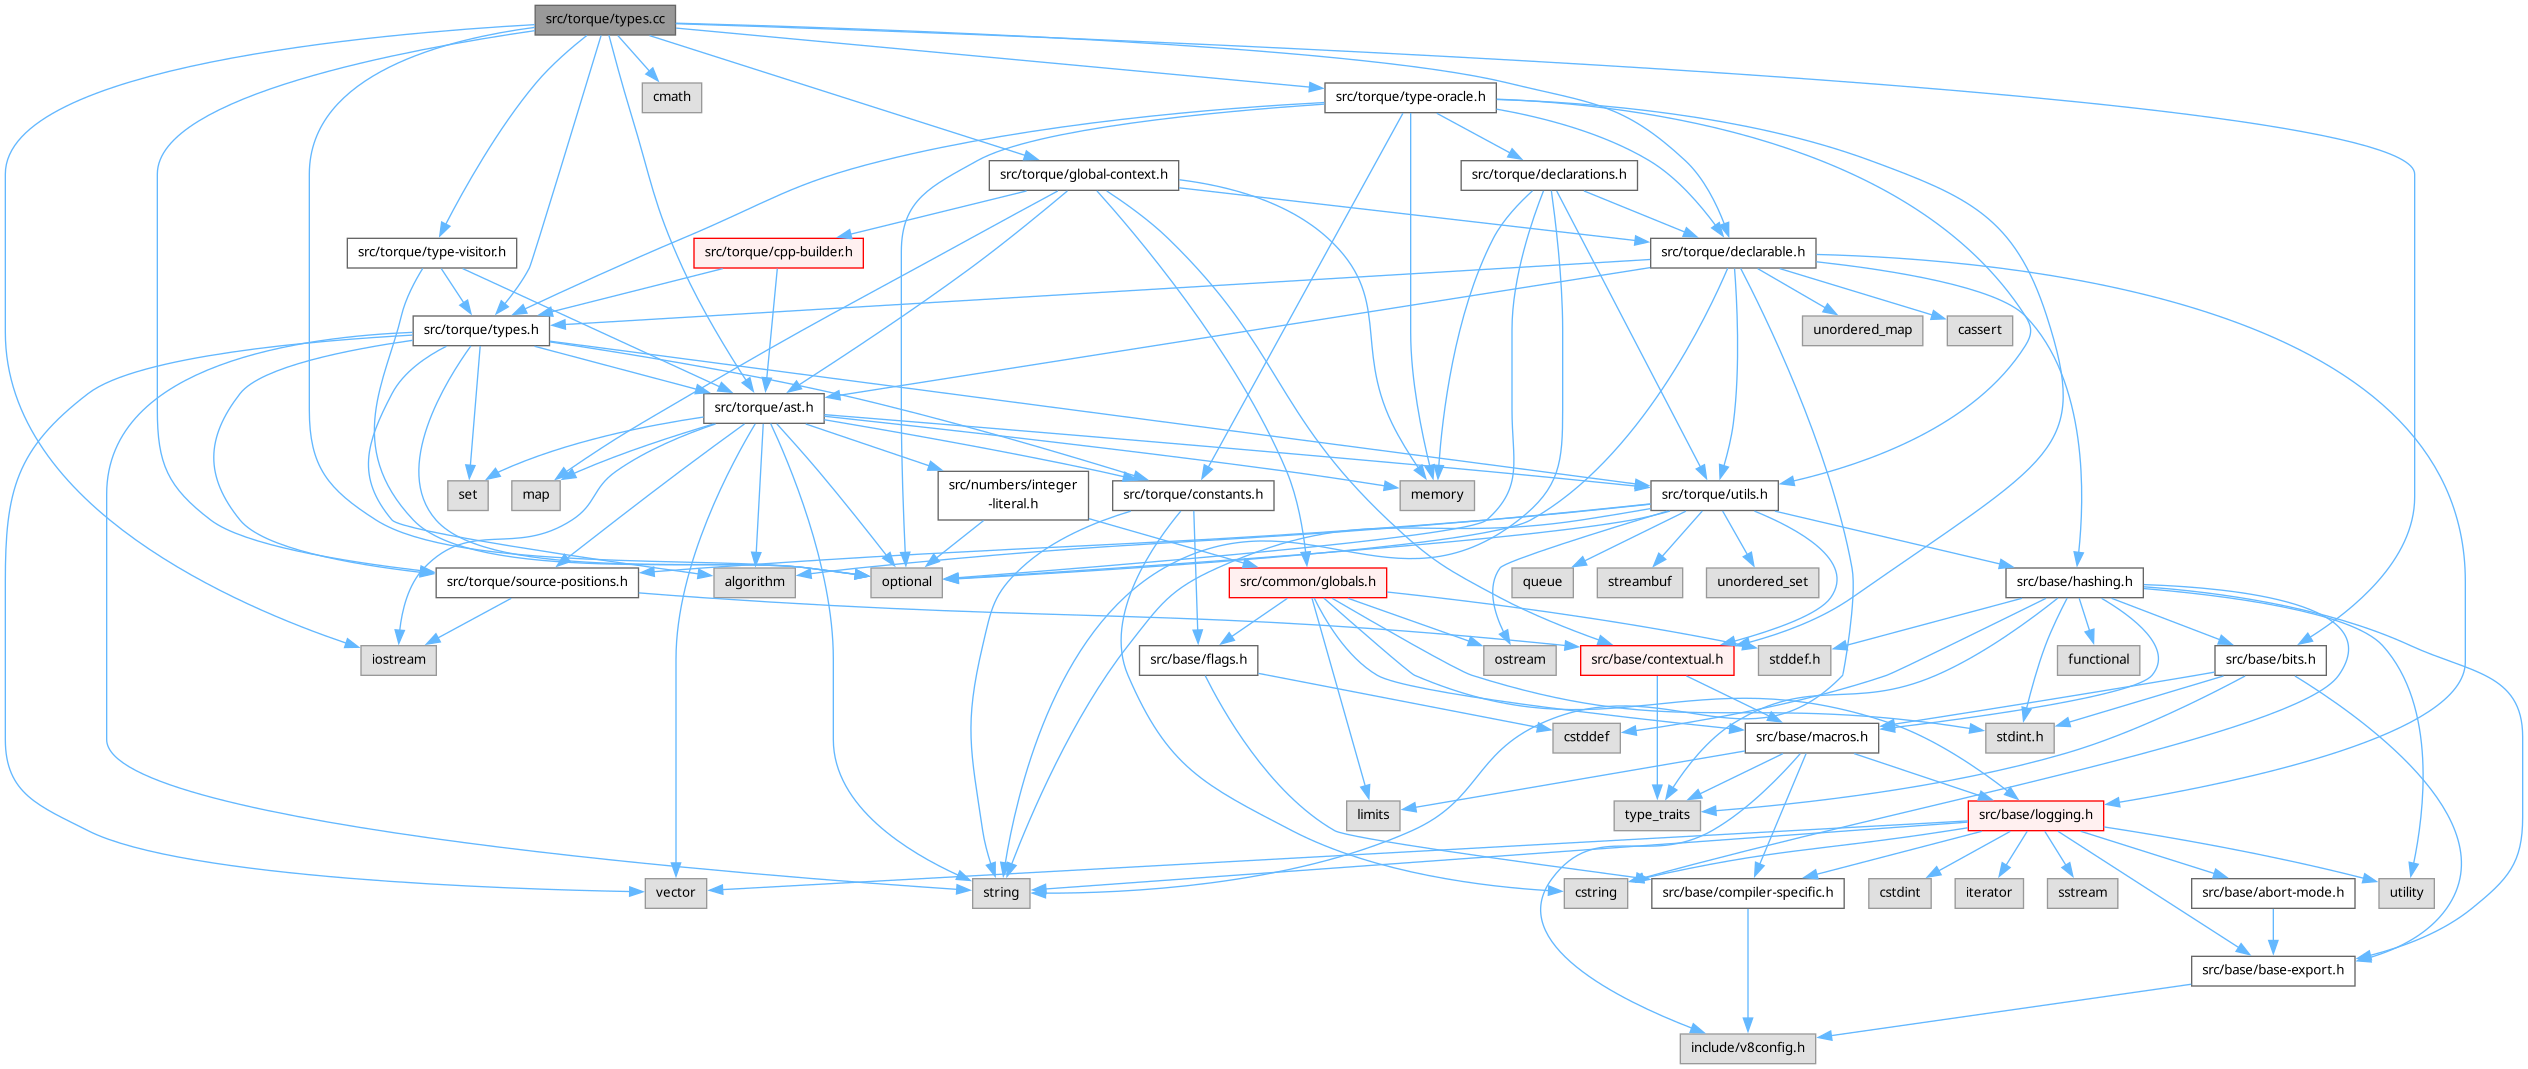 src/torque/types.cc
cmath
src/torque/type-oracle.h
src/torque/global-context.h
src/torque/declarations.h
src/torque/type-visitor.h
src/torque/cpp-builder.h
src/torque/declarable.h
src/torque/types.h
unordered_map
cassert
src/torque/ast.h
set
map
src/numbers/integer
-literal.h
src/torque/constants.h
memory
src/torque/utils.h
src/torque/source-positions.h
algorithm
optional
src/common/globals.h
queue
streambuf
unordered_set
src/base/hashing.h
iostream
src/base/flags.h
ostream
src/base/contextual.h
stddef.h
functional
src/base/bits.h
cstddef
src/base/macros.h
stdint.h
limits
type_traits
src/base/logging.h
vector
string
cstring
src/base/compiler-specific.h
cstdint
iterator
sstream
src/base/abort-mode.h
utility
src/base/base-export.h
include/v8config.h